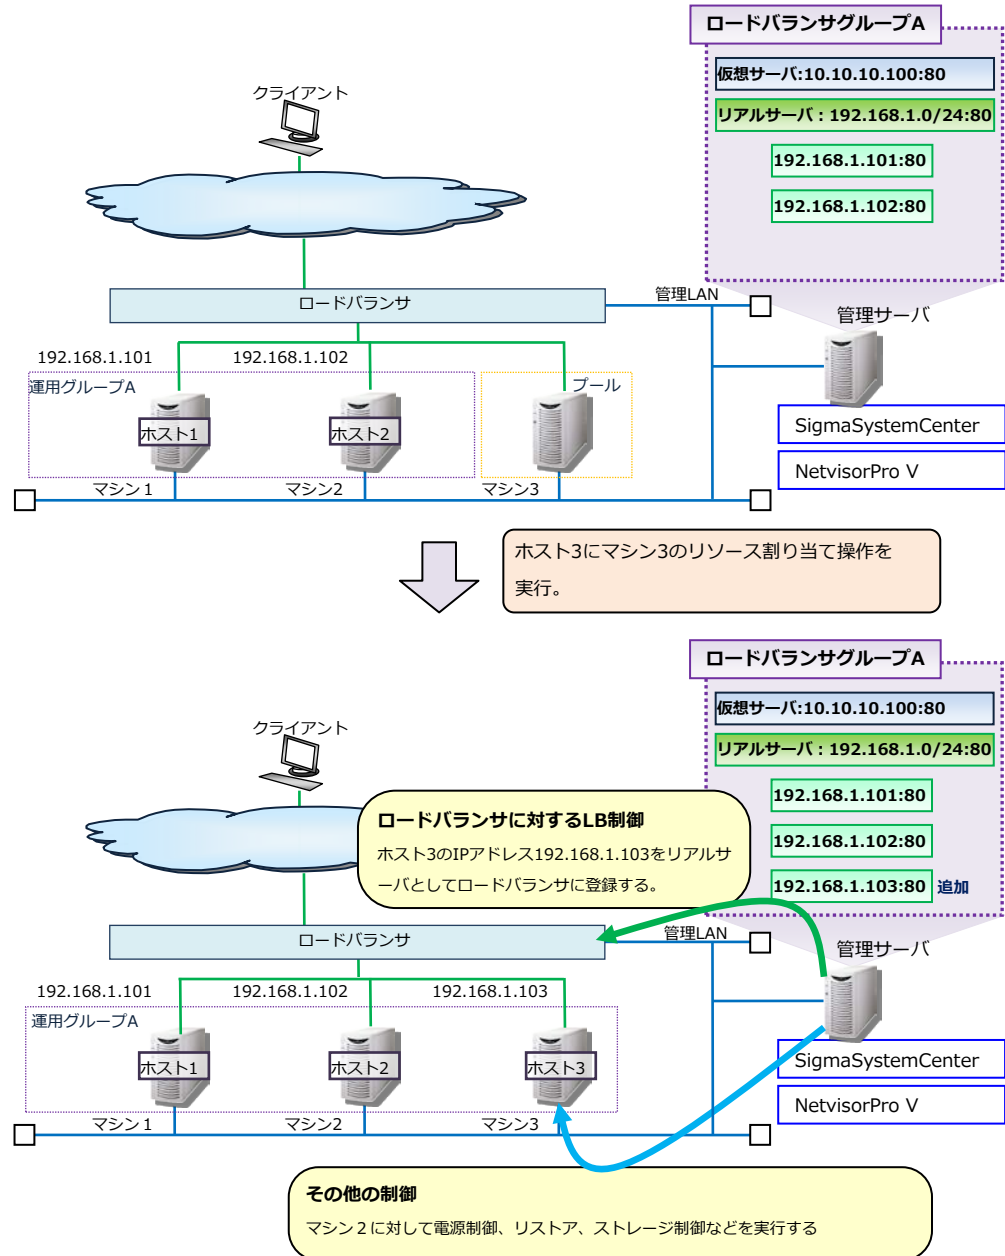 ロードバランサグループA
仮想サーバ:10.10.10.100:80
リアルサーバ：192.168.1.0/24:80
192.168.1.101:80
192.168.1.102:80
クライアント
ロードバランサ
管理LAN
管理サーバ
192.168.1.101
192.168.1.102
運用グループA
プール
ホスト1
ホスト2
SigmaSystemCenter
NetvisorPro V
マシン１
マシン2
マシン3
ホスト3にマシン3のリソース割り当て操作を
実行。
ロードバランサグループA
仮想サーバ:10.10.10.100:80
リアルサーバ：192.168.1.0/24:80
192.168.1.101:80
192.168.1.102:80
192.168.1.103:80 追加
クライアント
ロードバランサに対するLB制御
ホスト3のIPアドレス192.168.1.103をリアルサ
ーバとしてロードバランサに登録する。
ロードバランサ
管理LAN
管理サーバ
192.168.1.101
192.168.1.102
192.168.1.103
運用グループA
ホスト1
ホスト2
ホスト3
SigmaSystemCenter
NetvisorPro V
マシン１
マシン2
マシン3
その他の制御
マシン２に対して電源制御、リストア、ストレージ制御などを実行する